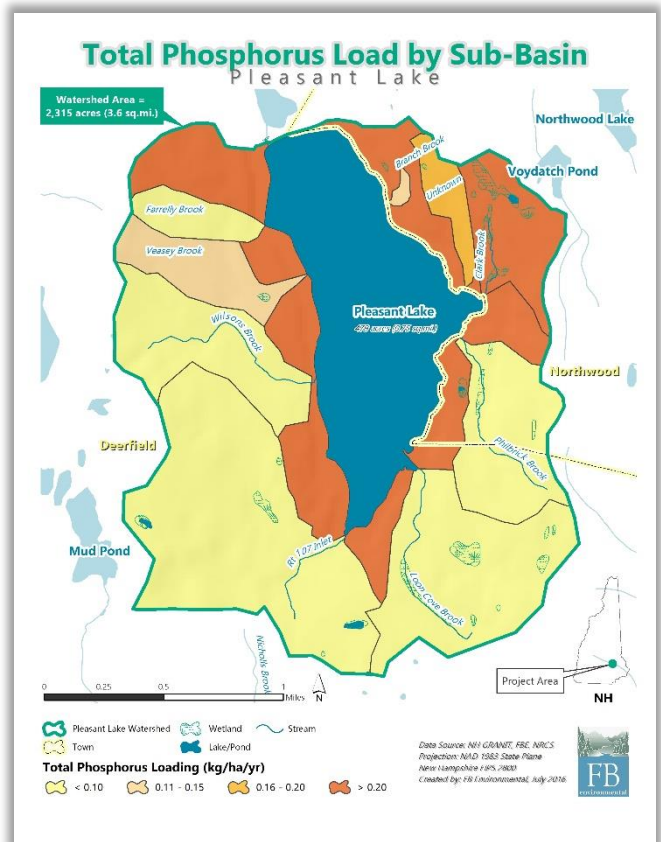 Total Phosphorus Load by Sub-Basin
Pleasant Lake
Watershed Area =
2,315 acres (3.6 sq.mi.)
Northwood Lake
Voydatch Pond
Branch Brook
Unknown
Clark Brook
Farrelly Brook
Veasey Brook
Wilsons Brook
Pleasant Lake
Northwood
Deerfield
Philbrick Brook
Mud Pond
Rt 107 Inlet
Loon Cove Brook
Nicholls Brook
Project Area
NH
0 0.5 1
Miles
N
Pleasant Lake Watershed Wetland Stream
Town Lake/Pond
Total Phosphorus Loading (kg/ha/yr)
< 0.10 0.11 - 0.15 0.16 - 0.20 > 0.20
Data Source: NH GRANIT, FBE, NRCS
Projection: NAD 1983 State Plane
New Hampshire FIPS 2800
Created by: FB Environmental, July 2016
FB
environmental